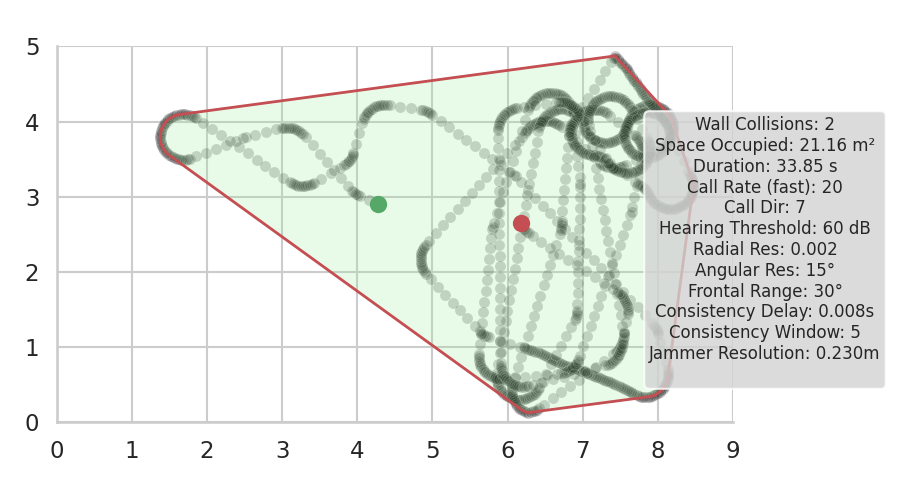 5
4
3
2
1
0
0 1 2 3 4 5 6 7 8 9
Wall Collisions: 2
Space Occupied: 21.16 m²
Duration: 33.85 s
Call Rate (fast): 20
Call Dir: 7
Hearing Threshold: 60 dB
Radial Res: 0.002
Angular Res: 15°
Frontal Range: 30°
Consistency Delay: 0.008s
Consistency Window: 5
Jammer Resolution: 0.230m